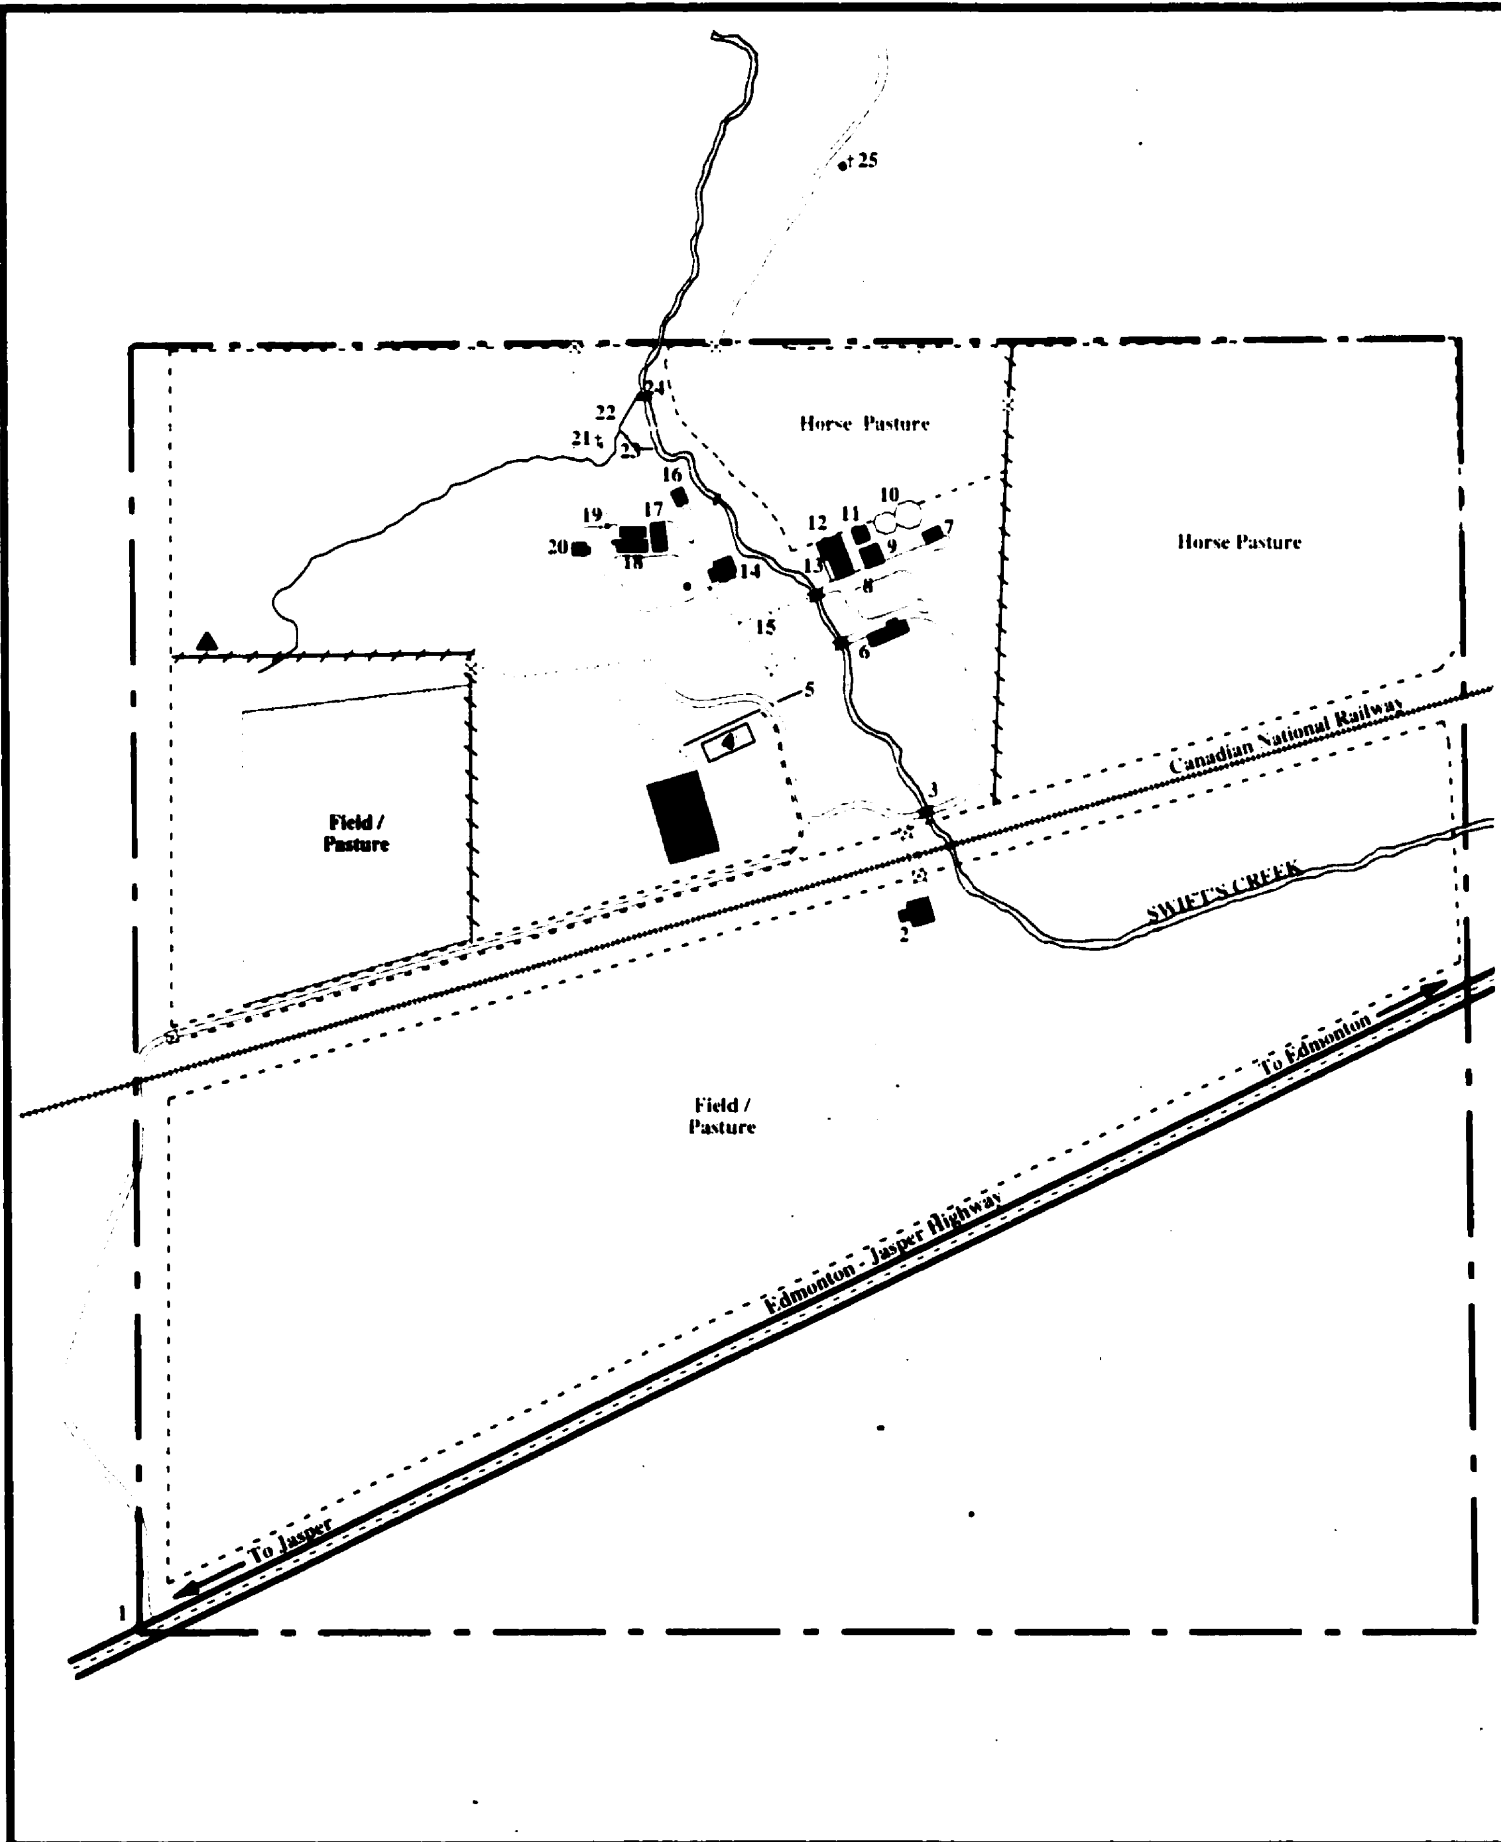 † 25
24
22
Horse Pasture
21 ‡
23
16
10
19
17
12
11
7
20
9
Horse Pasture
18
13
14
8
15
6
5
Canadian National Railway
3
Field /
Pasture
SWIFT'S CREEK
2
To Edmonton
Field /
Pasture
Edmonton - Jasper Highway
To Jasper
1